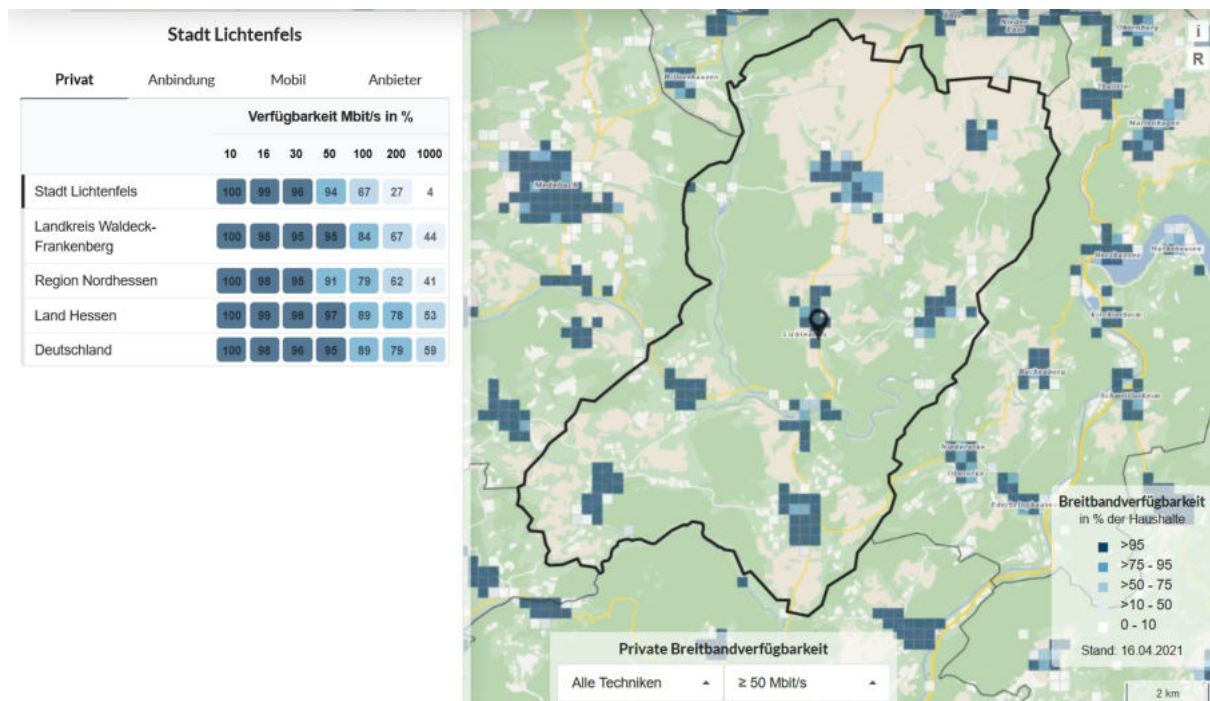 Stadt Lichtenfels
Privat Anbindung Mobil Anbieter
Verfügbarkeit Mbit/s in %
10 16 30 50 100 200 1000
Stadt Lichtenfels 100 99 96 94 67 27 4
Landkreis Waldeck-
Frankenberg 100 98 95 95 84 67 44
Region Nordhessen 100 98 95 91 79 62 41
Land Hessen 100 99 98 97 89 78 53
Deutschland 100 98 96 95 89 79 59
i
R
Medebach
Buchenberg
Ederbringhausen
Breitbandverfügbarkeit
in % der Haushalte
>95
>75 - 95
>50 - 75
>10 - 50
0 - 10
Stand: 16.04.2021
Private Breitbandverfügbarkeit
Alle Techniken ≥ 50 Mbit/s
2 km